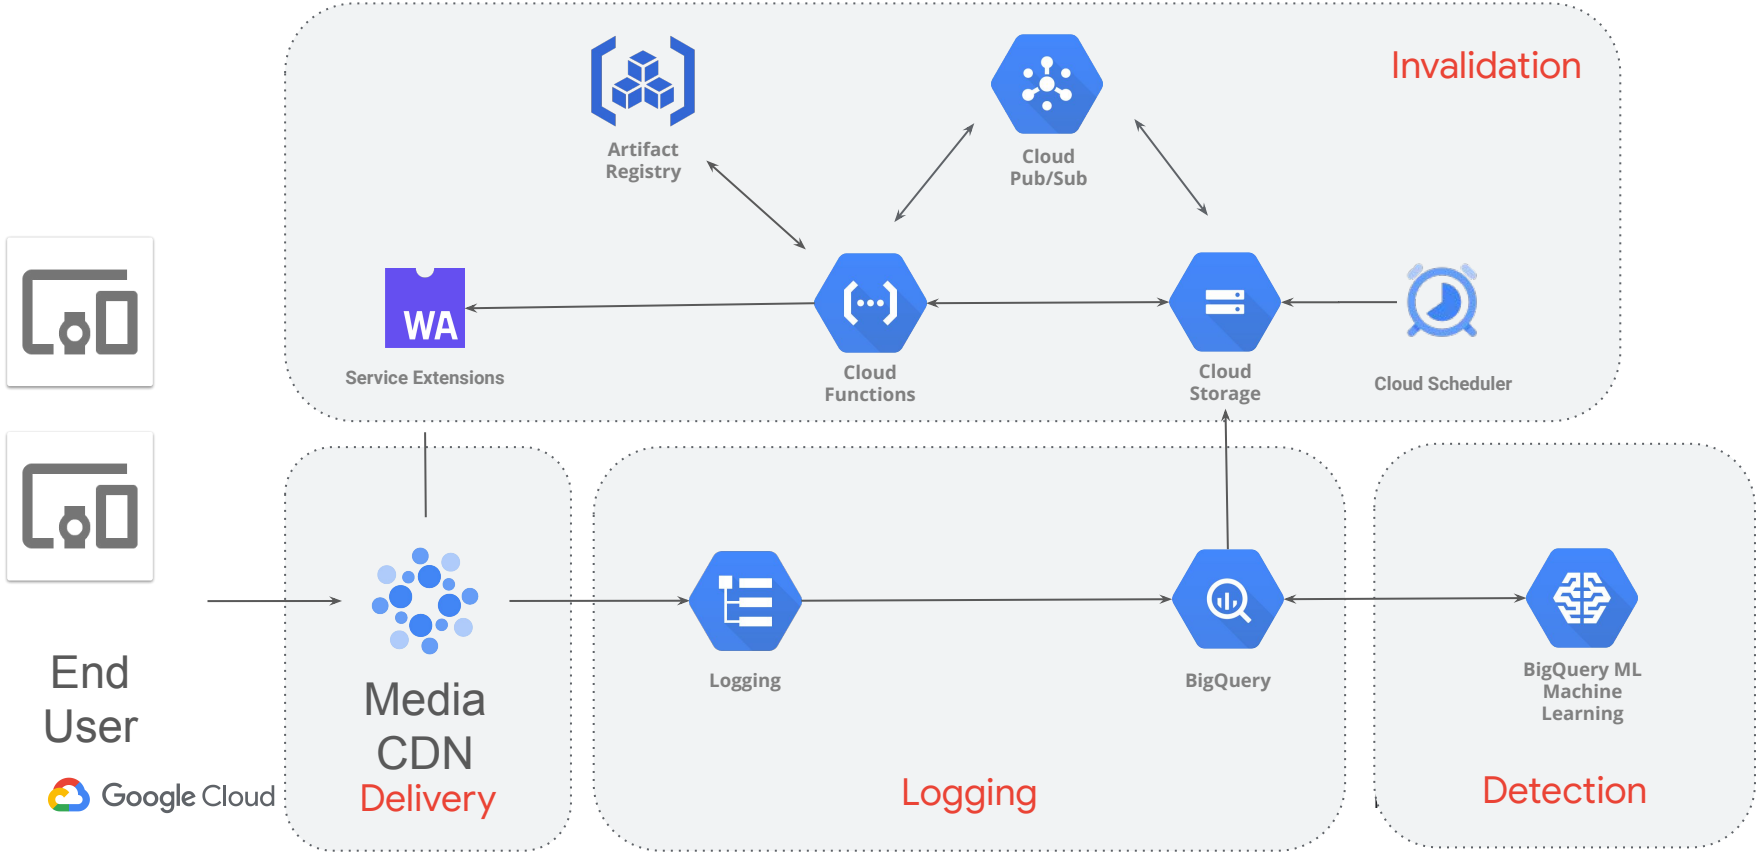 Invalidation
Artifact
Registry
Cloud
Pub/Sub
WA
Service Extensions
Cloud
Functions
Cloud
Storage
Cloud Scheduler
End
User
Media
CDN
Logging
BigQuery
BigQuery ML
Machine
Learning
Google Cloud
Delivery
Logging
Detection